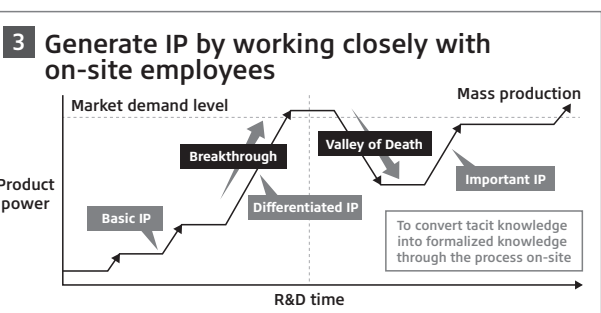 3 Generate IP by working closely with
on-site employees
Market demand level
Mass production
Breakthrough
Valley of Death
Product
power
Basic IP
Differentiated IP
Important IP
To convert tacit knowledge
into formalized knowledge
through the process on-site
R&D time